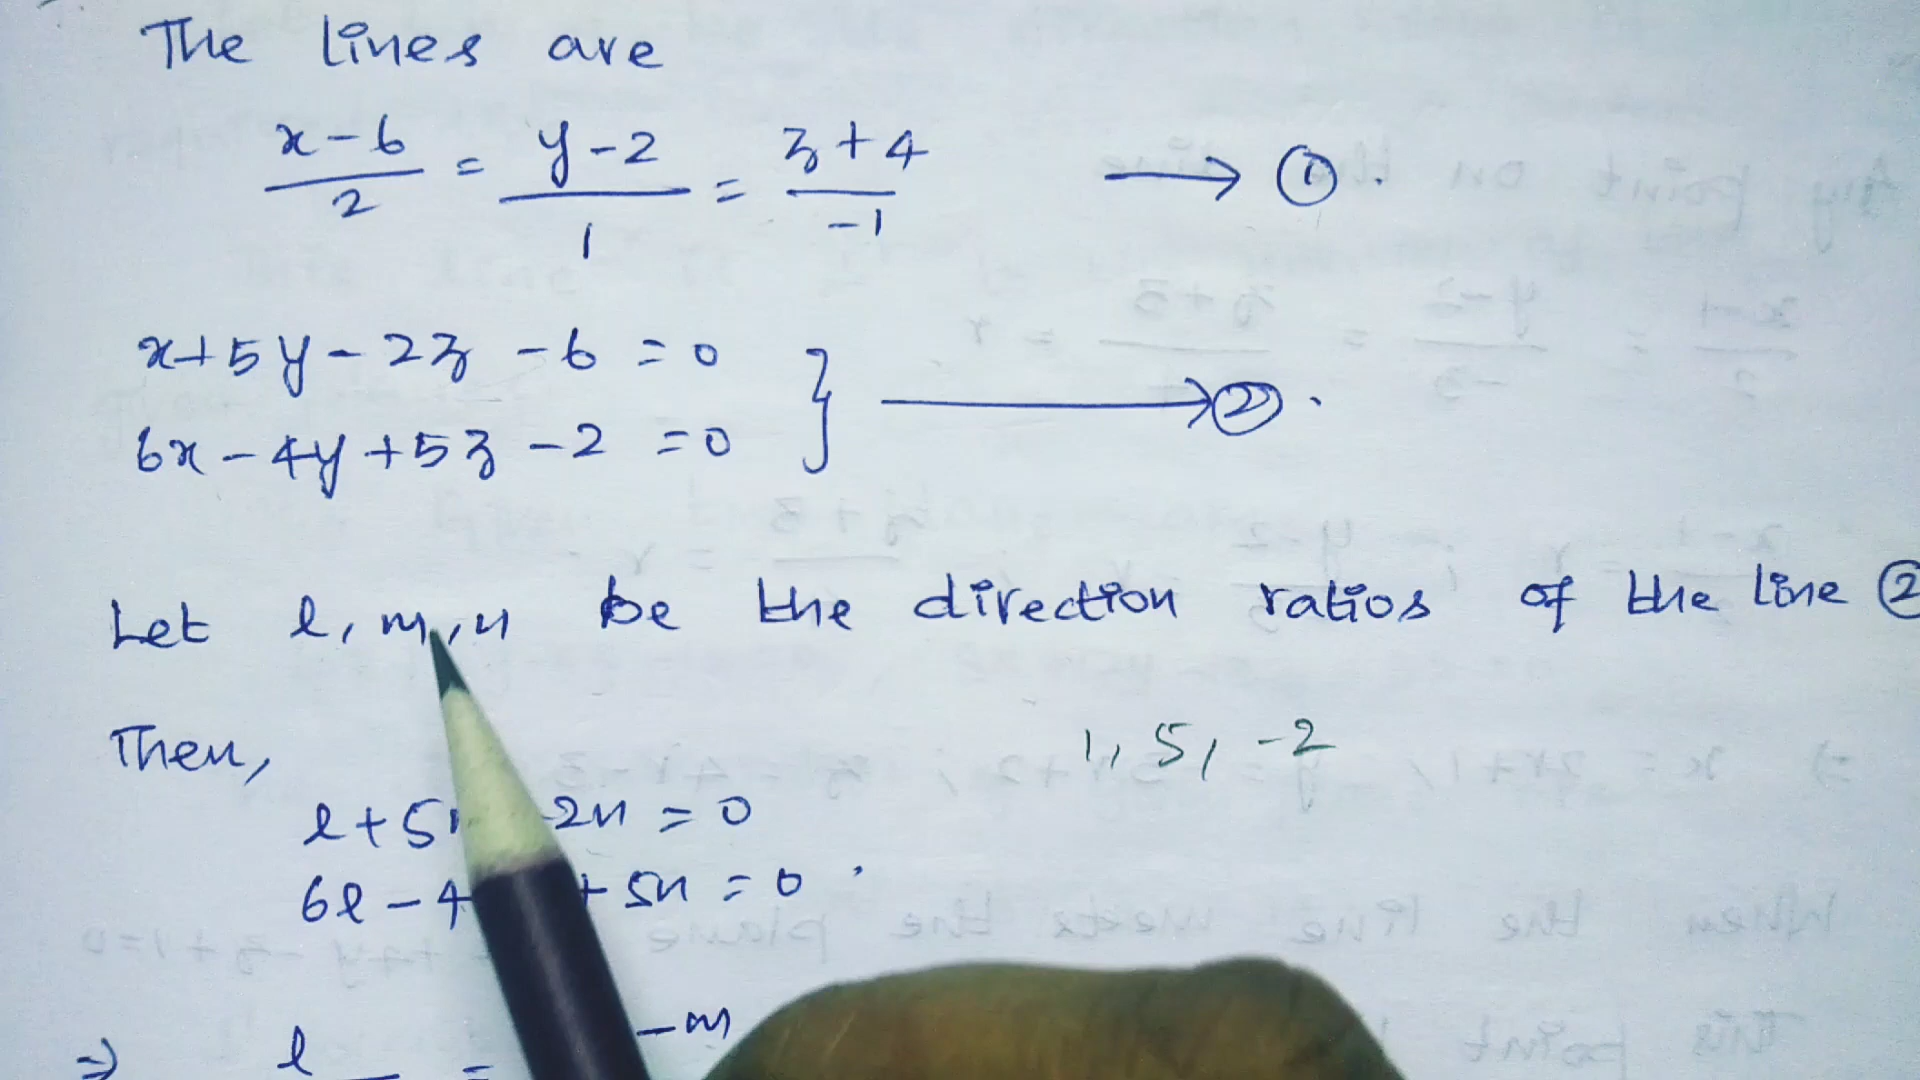 The lines are
x-6/2 = y-2/1 = z+4/-1 → ①.
x+5y-2z-6=0
6x-4y+5z-2=0 } → ②.
Let l, m, n be the direction ratios of the line ②
Then, 1, 5, -2
l+5 2n=0
6l-4 +5n=0.
⇒ l = -m